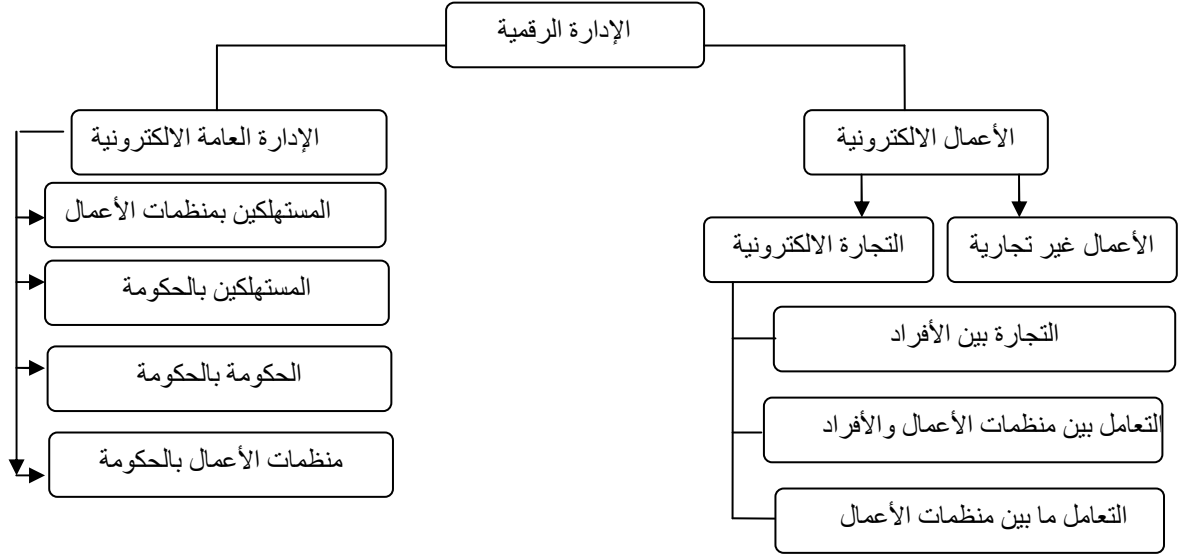 الإدارة الرقمية
الأعمال الالكترونية
الأعمال غير تجارية
التجارة الالكترونية
التجارة بين الأفراد
التعامل بين منظمات الأعمال والأفراد
التعامل ما بين منظمات الأعمال
الإدارة العامة الالكترونية
المستهلكين بمنظمات الأعمال
المستهلكين بالحكومة
الحكومة بالحكومة
منظمات الأعمال بالحكومة